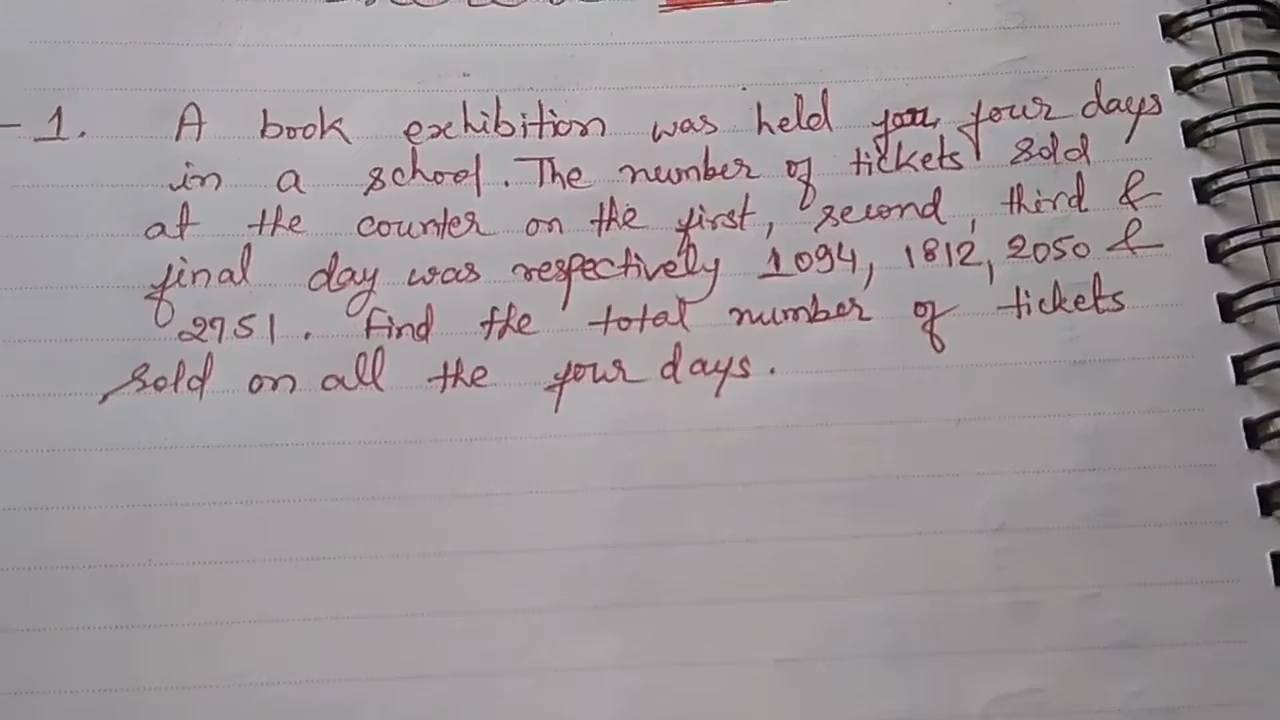 1. A book exhibition was held for four days
in a school. The number of tickets sold
at the counter on the first, second, third &
final day was respectively 1094, 1812, 2050 &
2751. Find the total number of tickets
sold on all the four days.